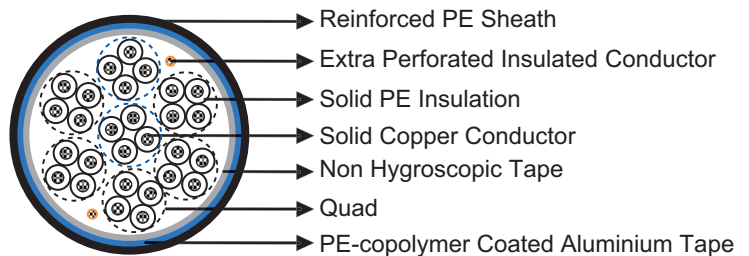 Reinforced PE Sheath
Extra Perforated Insulated Conductor
Solid PE Insulation
Solid Copper Conductor
Non Hygroscopic Tape
Quad
PE-copolymer Coated Aluminium Tape